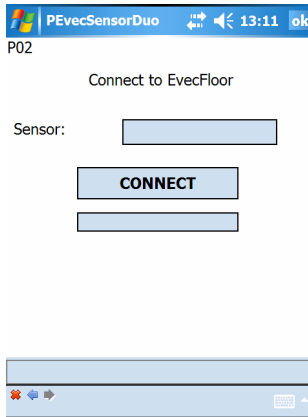 PEvecSensorDuo 13:11 ok
P02
Connect to EvecFloor
Sensor:
CONNECT